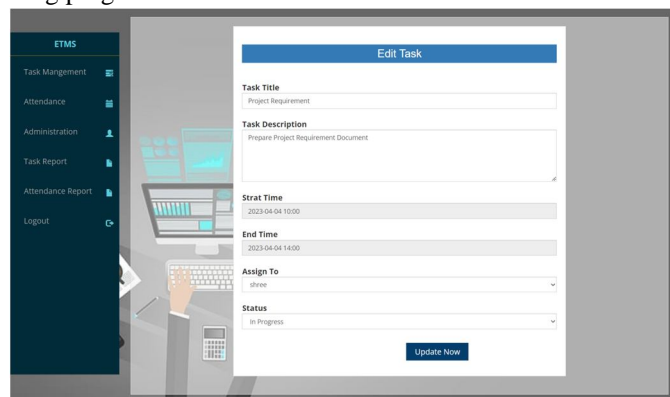 ETMS
Task Mangement
Attendance
Administration
Task Report
Attendance Report
Logout
Edit Task
Task Title
Project Requirement
Task Description
Prepare Project Requirement Document
Strat Time
2023-04-04 10:00
End Time
2023-04-04 14:00
Assign To
shree
Status
In Progress
Update Now